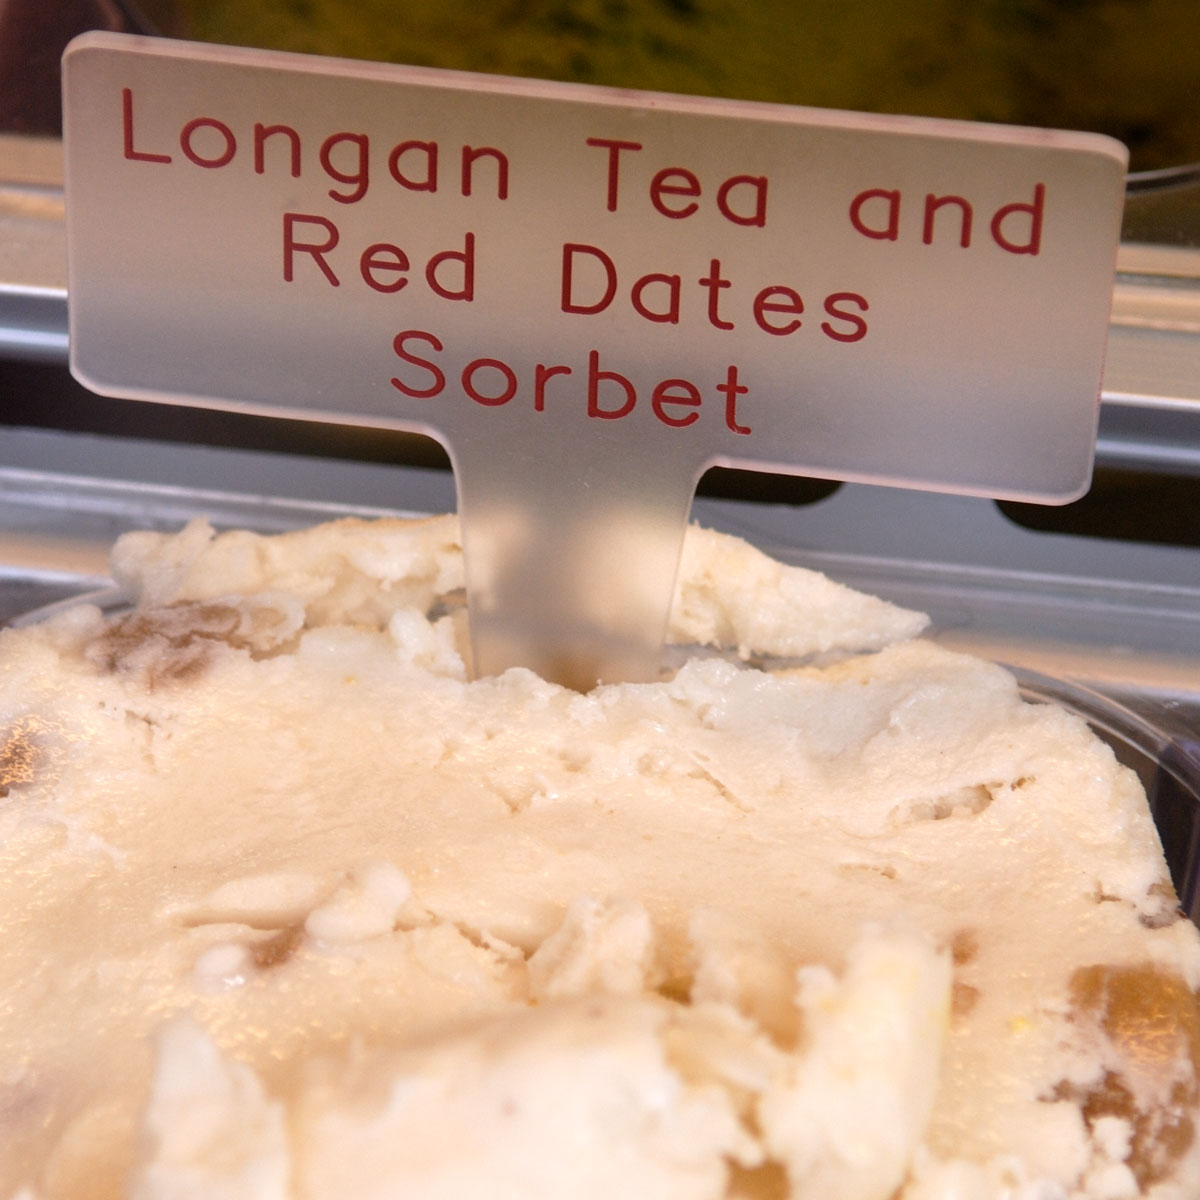 Longan Tea and
Red Dates
Sorbet